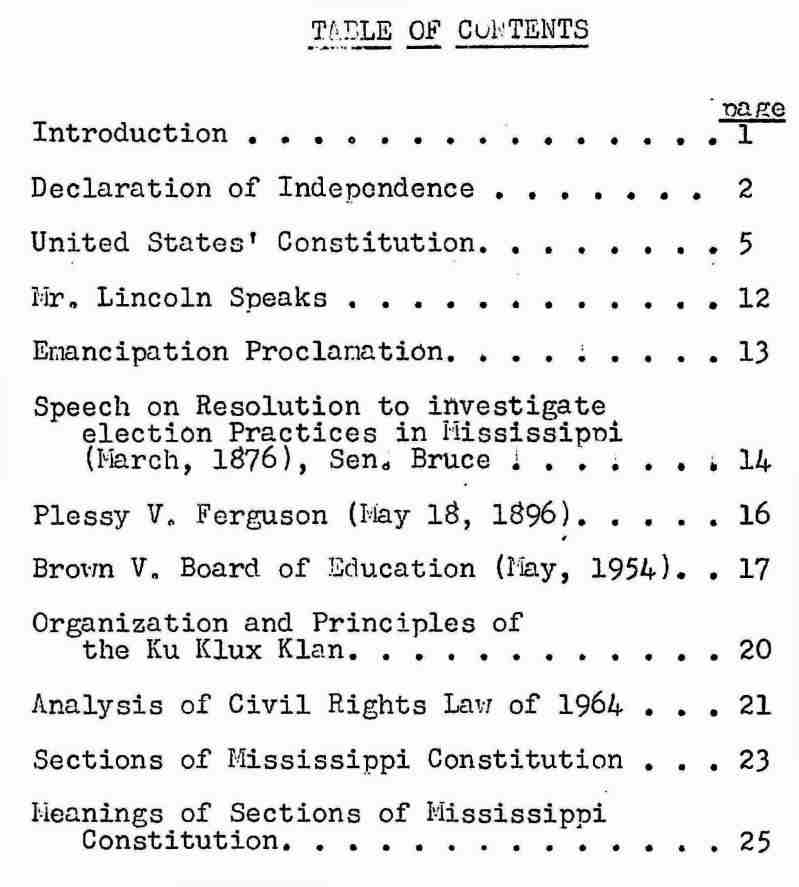 TABLE OF CONTENTS
page
Introduction . . . . . . . . . . . . . . . 1
Declaration of Independence . . . . . . . 2
United States' Constitution. . . . . . . . 5
Mr. Lincoln Speaks . . . . . . . . . . . . 12
Emancipation Proclamation. . . . . . . . . 13
Speech on Resolution to investigate
election Practices in Mississippi
(March, 1876), Sen. Bruce . . . . . . . 14
Plessy V. Ferguson (May 18, 1896). . . . . 16
Brown V. Board of Education (May, 1954). . 17
Organization and Principles of
the Ku Klux Klan. . . . . . . . . . . . 20
Analysis of Civil Rights Law of 1964 . . . 21
Sections of Mississippi Constitution . . . 23
Meanings of Sections of Mississippi
Constitution. . . . . . . . . . . . . . 25